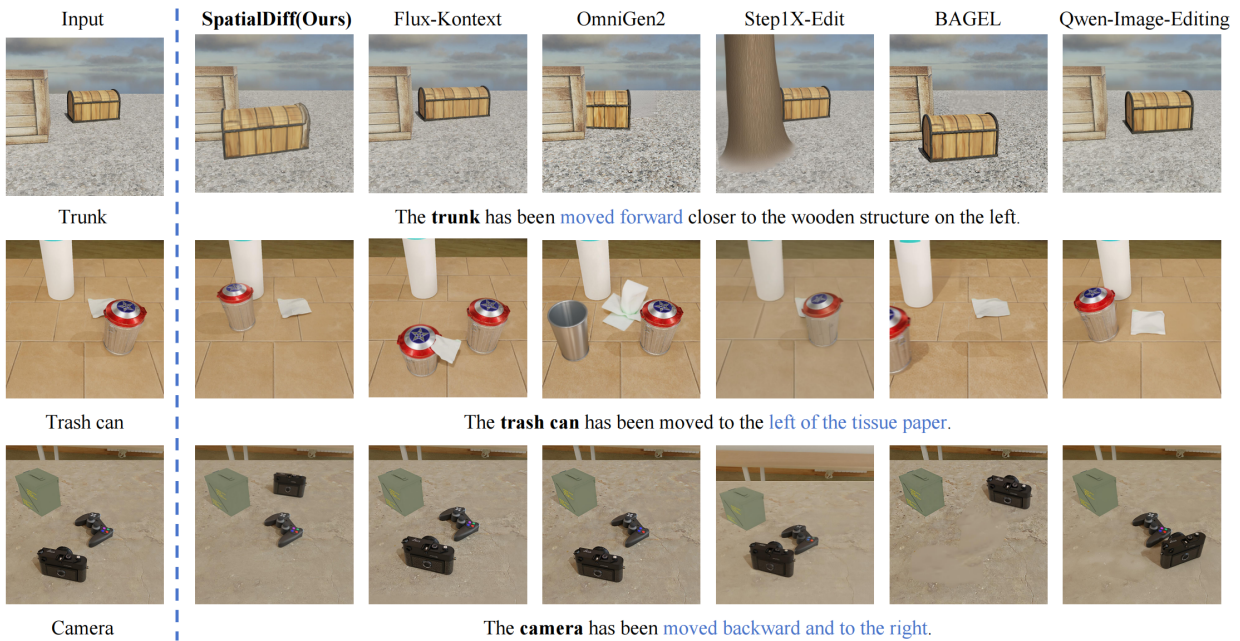 Input SpatialDiff(Ours) Flux-Kontext OmniGen2 Step1X-Edit BAGEL Qwen-Image-Editing
Trunk The trunk has been moved forward closer to the wooden structure on the left.
Trash can The trash can has been moved to the left of the tissue paper.
Camera The camera has been moved backward and to the right.